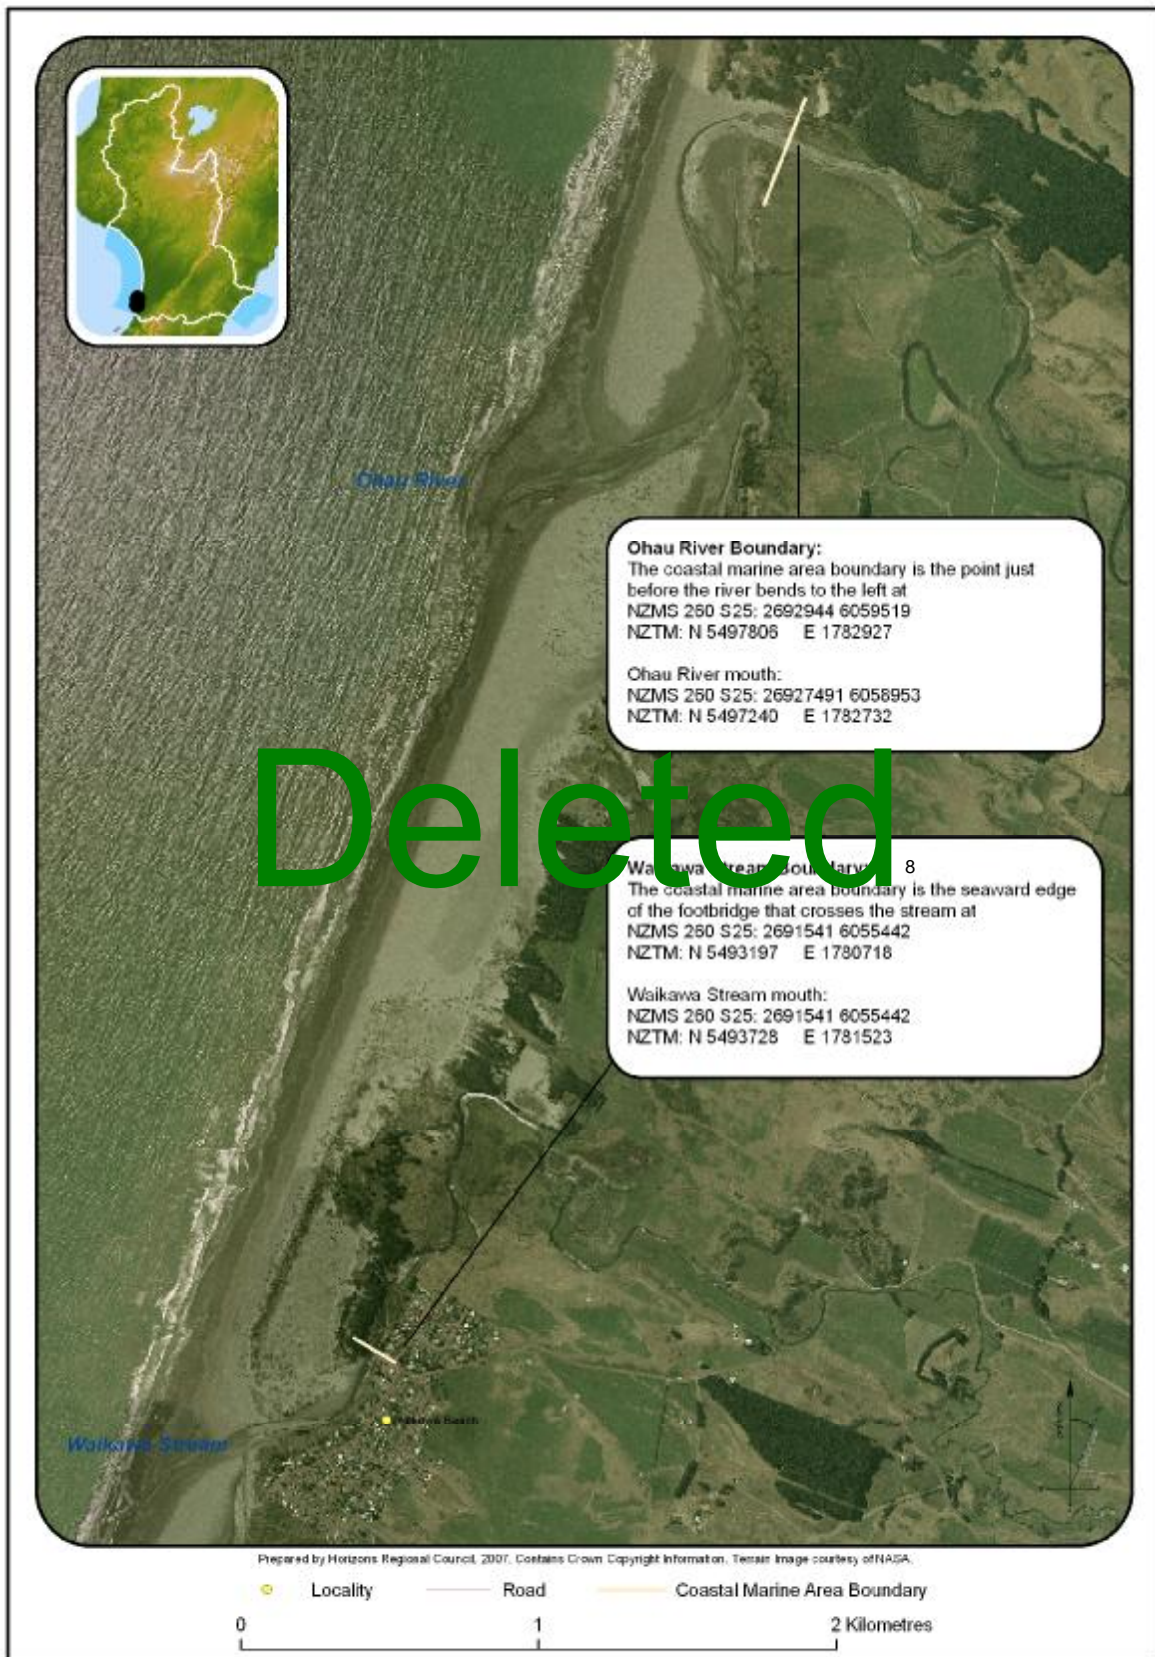 Ohau River
Ohau River Boundary:
The coastal marine area boundary is the point just
before the river bends to the left at
NZMS 260 S25: 2692944 6059519
NZTM: N 5497806 E 1782927
Ohau River mouth:
NZMS 260 S25: 26927491 6058953
NZTM: N 5497240 E 1782732
Deleted
Waikawa Stream Boundary: 8
The coastal marine area boundary is the seaward edge
of the footbridge that crosses the stream at
NZMS 260 S25: 2691541 6055442
NZTM: N 5493197 E 1780718
Waikawa Stream mouth:
NZMS 260 S25: 2691541 6055442
NZTM: N 5493728 E 1781523
Beach
Waikawa Stream
Prepared by Horizons Regional Council, 2007. Contains Crown Copyright Information. Terrain Image courtesy of NASA.
Locality Road Coastal Marine Area Boundary
0 1 2 Kilometres